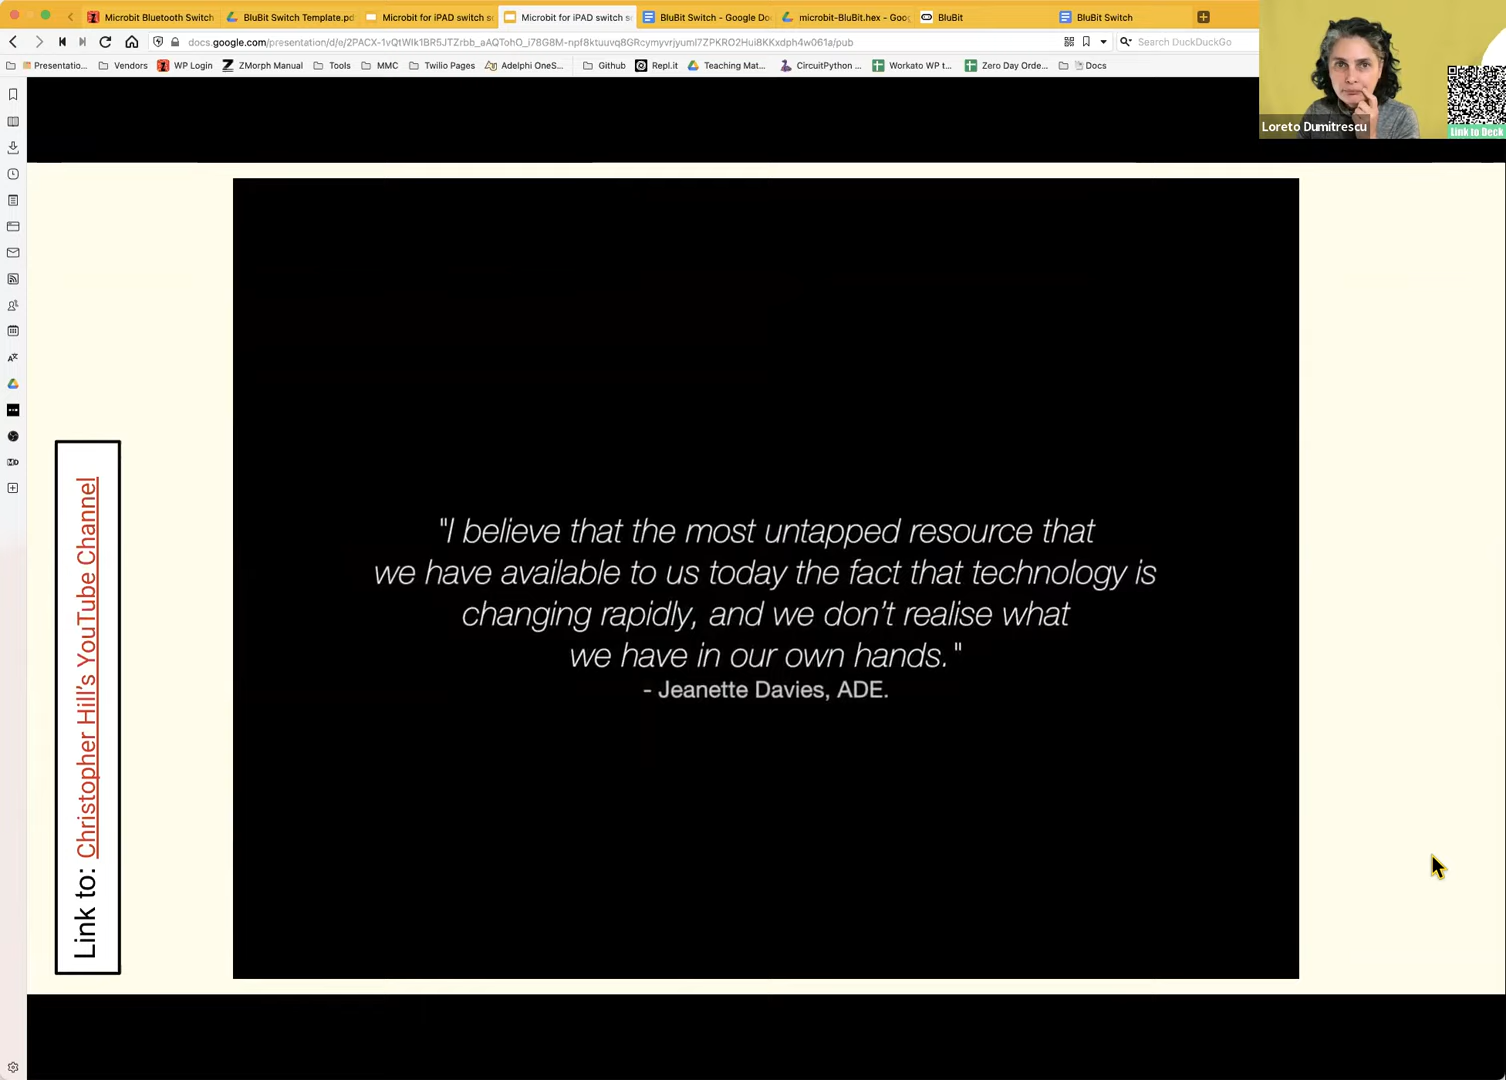 Microbit Bluetooth Switch
BluBit Switch Template.pd
Microbit for iPAD switch sc
Microbit for iPAD switch sc
BluBit Switch - Google Do
microbit-BluBit.hex - Goo
BluBit
BluBit Switch
Search DuckDuckGo
Presentatio...
Vendors
WP Login
ZMorph Manual
Tools
MMC
Twilio Pages
Adelphi OneS...
Github
Repl.it
Teaching Mat...
CircuitPython ...
Workato WP t...
Zero Day Orde...
Docs
Loreto Dumitrescu
Link to Deck
Link to: Christopher Hill's YouTube Channel
"I believe that the most untapped resource that
we have available to us today the fact that technology is
changing rapidly, and we don't realise what
we have in our own hands."
- Jeanette Davies, ADE.